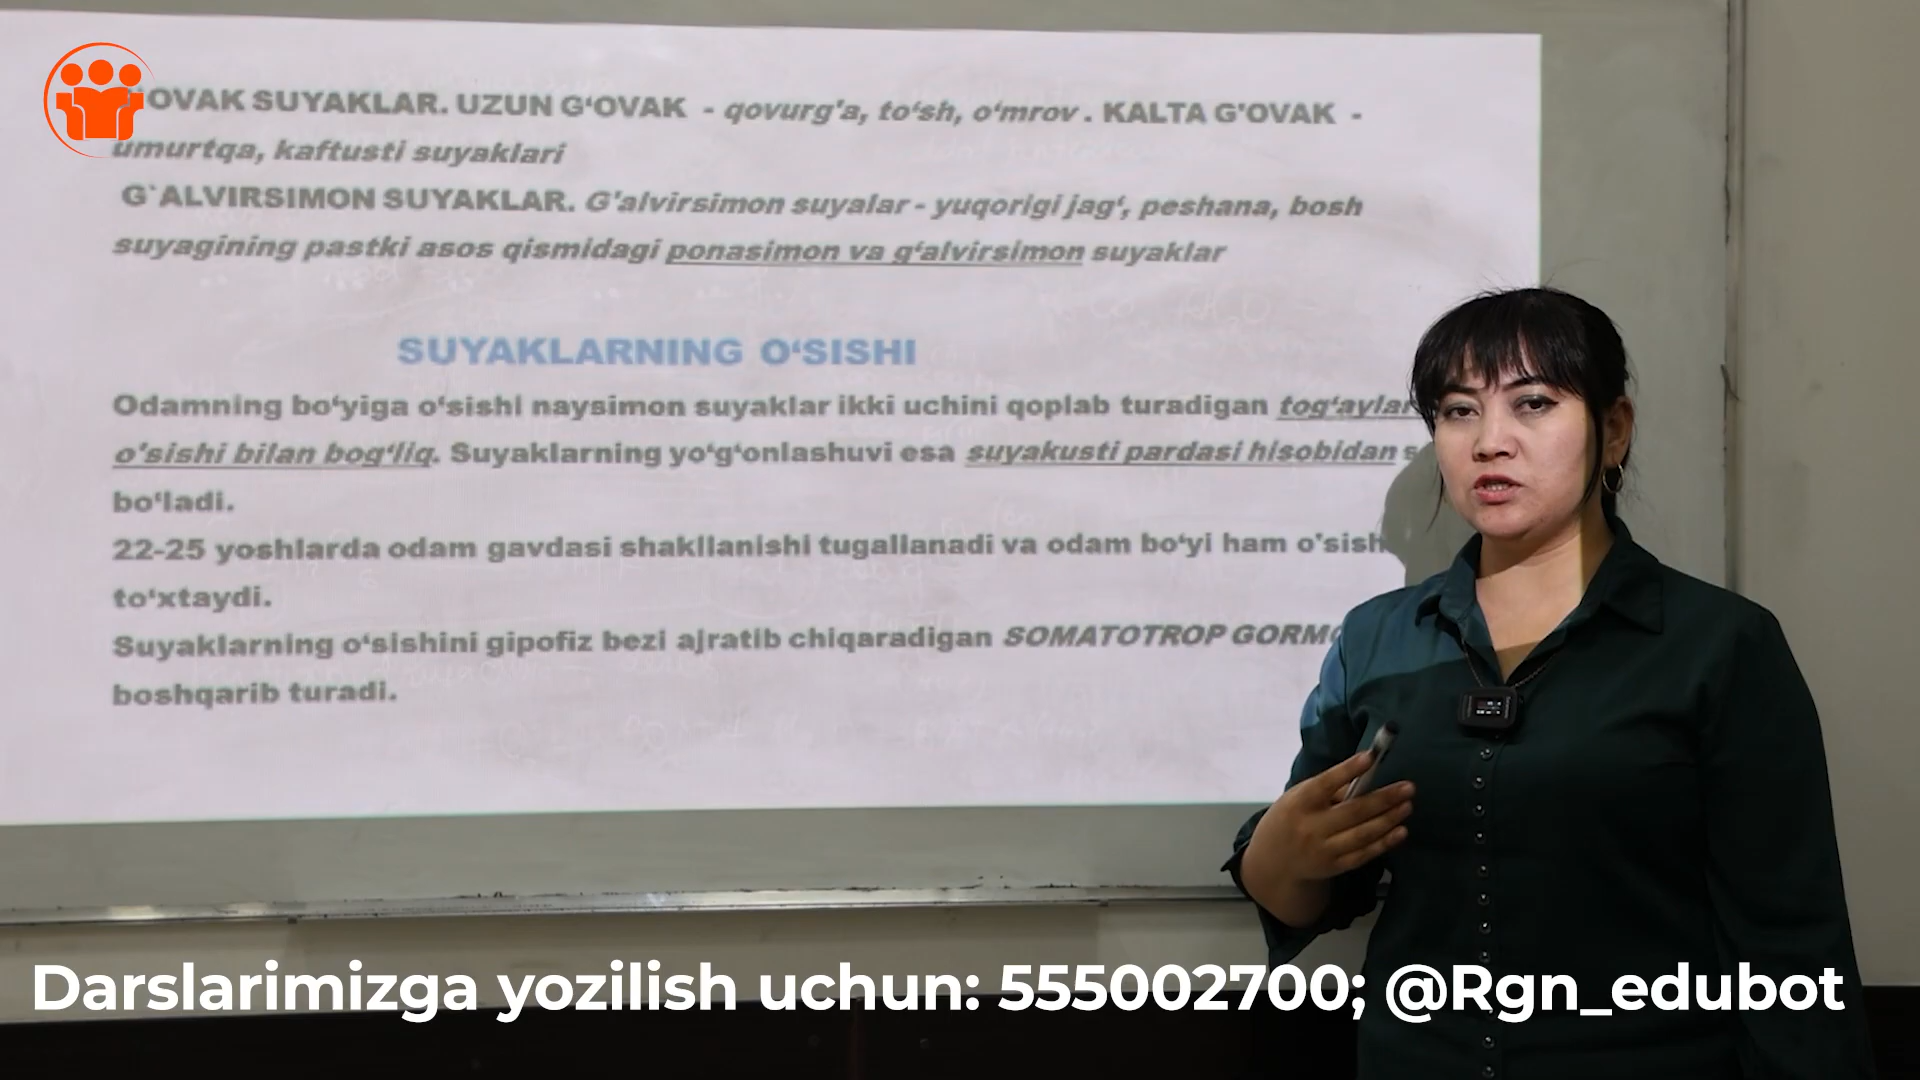 G‘OVAK SUYAKLAR. UZUN G‘OVAK - qovurg'a, to‘sh, o‘mrov. KALTA G'OVAK -
umurtqa, kaftusti suyaklari
G`ALVIRSIMON SUYAKLAR. G'alvirsimon suyalar - yuqorigi jag‘, peshana, bosh
suyagining pastki asos qismidagi ponasimon va g‘alvirsimon suyaklar
SUYAKLARNING O‘SISHI
Odamning bo‘yiga o‘sishi naysimon suyaklar ikki uchini qoplab turadigan tog‘aylar
o'sishi bilan bog‘liq. Suyaklarning yo‘g‘onlashuvi esa suyakusti pardasi hisobidan
bo‘ladi.
22-25 yoshlarda odam gavdasi shakllanishi tugallanadi va odam bo‘yi ham o'sish
to‘xtaydi.
Suyaklarning o‘sishini gipofiz bezi ajratib chiqaradigan SOMATOTROP
boshqarib turadi.
Darslarimizga yozilish uchun: 555002700; @Rgn_edubot